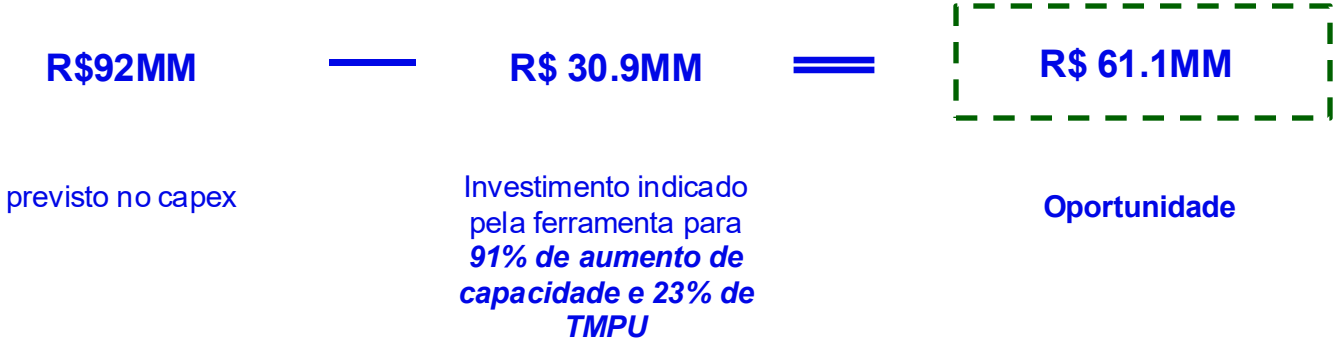 R$92MM
R$ 30.9MM
R$ 61.1MM
previsto no capex
Investimento indicado
pela ferramenta para
91% de aumento de
capacidade e 23% de
TMPU
Oportunidade